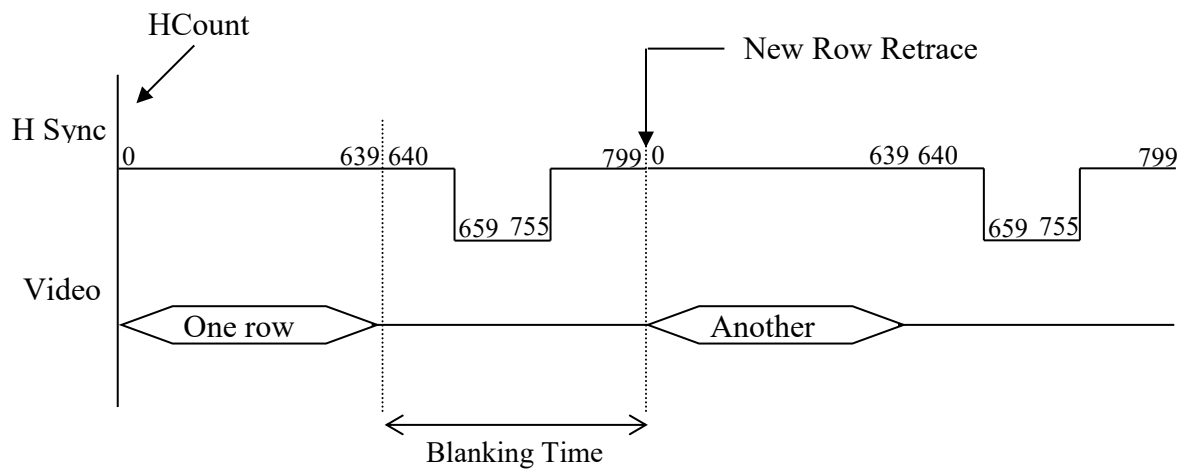 HCount
New Row Retrace
H Sync
0 639 640 799 0 639 640 799
659 755 659 755
Video
One row Another
Blanking Time